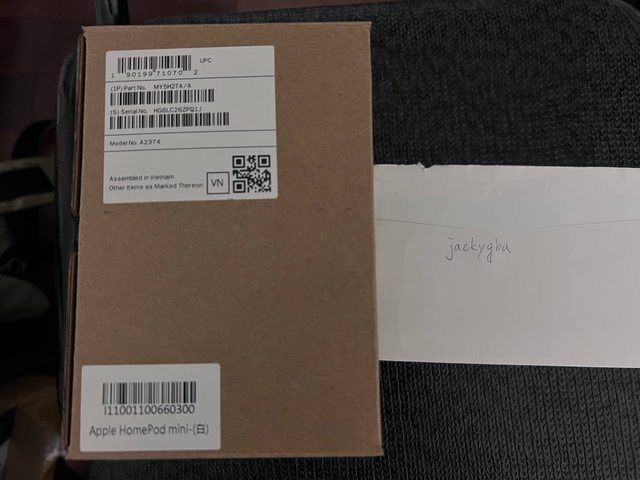 UPC
1 90199 71070 2
(1P) Part No. MY5H2TA/A
(S) Serial No. HG6LC26ZPQ1J
Model No. A2374
Assembled in Vietnam
Other Items as Marked Thereon
VN
I11001100660300
Apple HomePod mini-(白)
jackygba